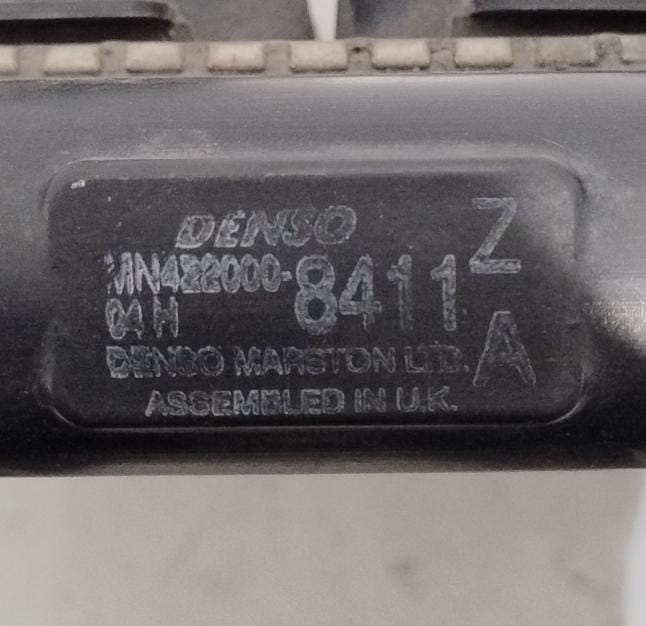 DENSO
Z
MN422000-8411
04 H
A
DENSO MARSTON LTD.
ASSEMBLED IN U.K.